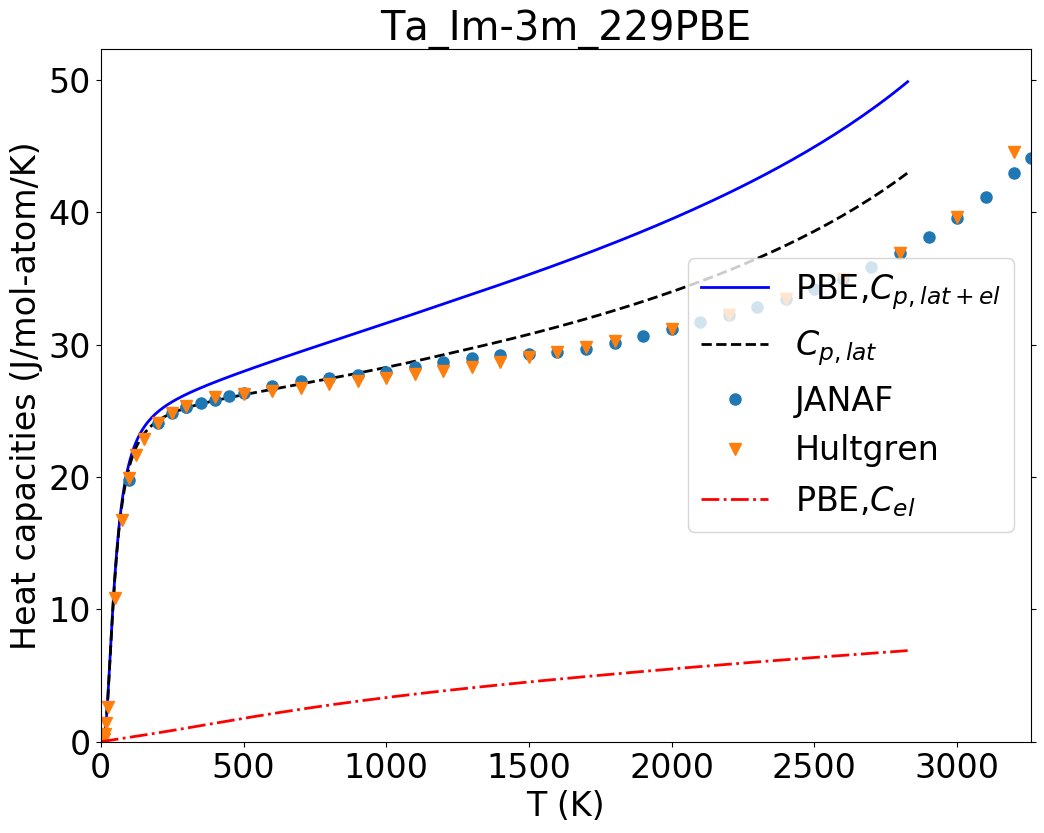 Ta_Im-3m_229PBE
Heat capacities (J/mol-atom/K)
50
40
30
20
10
0
0 500 1000 1500 2000 2500 3000
T (K)
PBE,C_{p,lat+el}
C_{p,lat}
JANAF
Hultgren
PBE,C_{el}